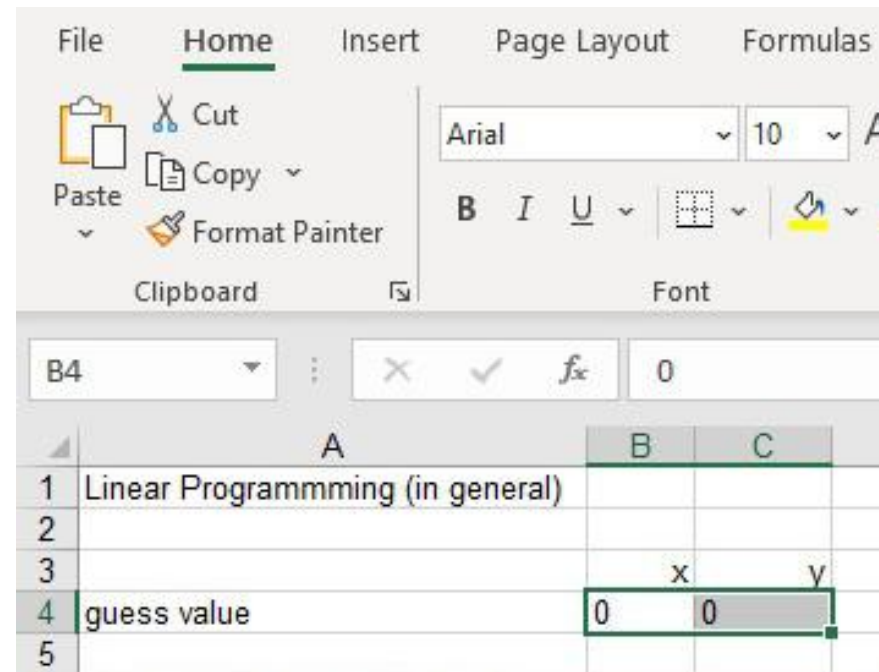 File Home Insert Page Layout Formulas
Cut
Arial 10 A
Copy
Paste
B I U
Format Painter
Clipboard Font
B4 fx 0
A B C
1 Linear Programmming (in general)
2
3 x y
4 guess value 0 0
5